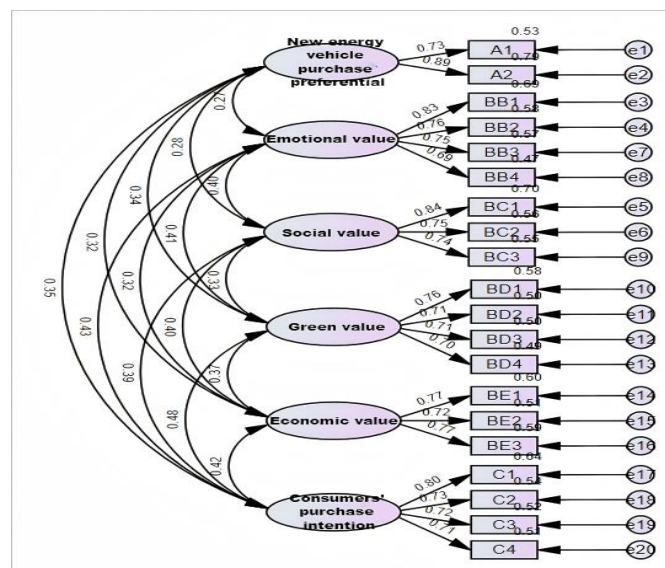 0.53
New energy
vehicle
purchase
preferential
0.73
A1
e1
0.79
0.89
A2
e2
0.69
0.27
0.83
BB1
e3
0.58
0.76
BB2
e4
0.57
Emotional value
0.75
BB3
e7
0.47
0.69
BB4
e8
0.70
0.28
0.40
0.84
BC1
e5
0.56
Social value
0.75
BC2
e6
0.55
0.74
BC3
e9
0.34
0.41
0.33
0.58
0.76
BD1
e10
0.50
0.71
BD2
e11
0.50
Green value
0.71
BD3
e12
0.49
0.70
BD4
e13
0.32
0.32
0.40
0.37
0.60
0.77
BE1
e14
0.51
Economic value
0.72
BE2
e15
0.59
0.77
BE3
e16
0.64
0.35
0.43
0.39
0.48
0.42
0.80
C1
e17
0.54
Consumers'
purchase
intention
0.73
C2
e18
0.52
0.72
C3
e19
0.51
0.71
C4
e20